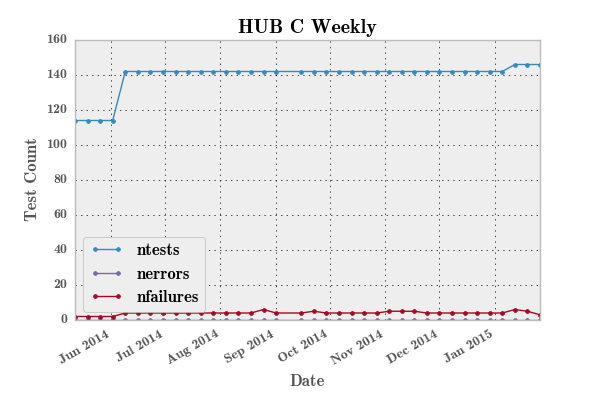 HUB C Weekly
160
140
120
100
80
60
40
20
0
Test Count
ntests
nerrors
nfailures
Jun 2014
Jul 2014
Aug 2014
Sep 2014
Oct 2014
Nov 2014
Dec 2014
Jan 2015
Date